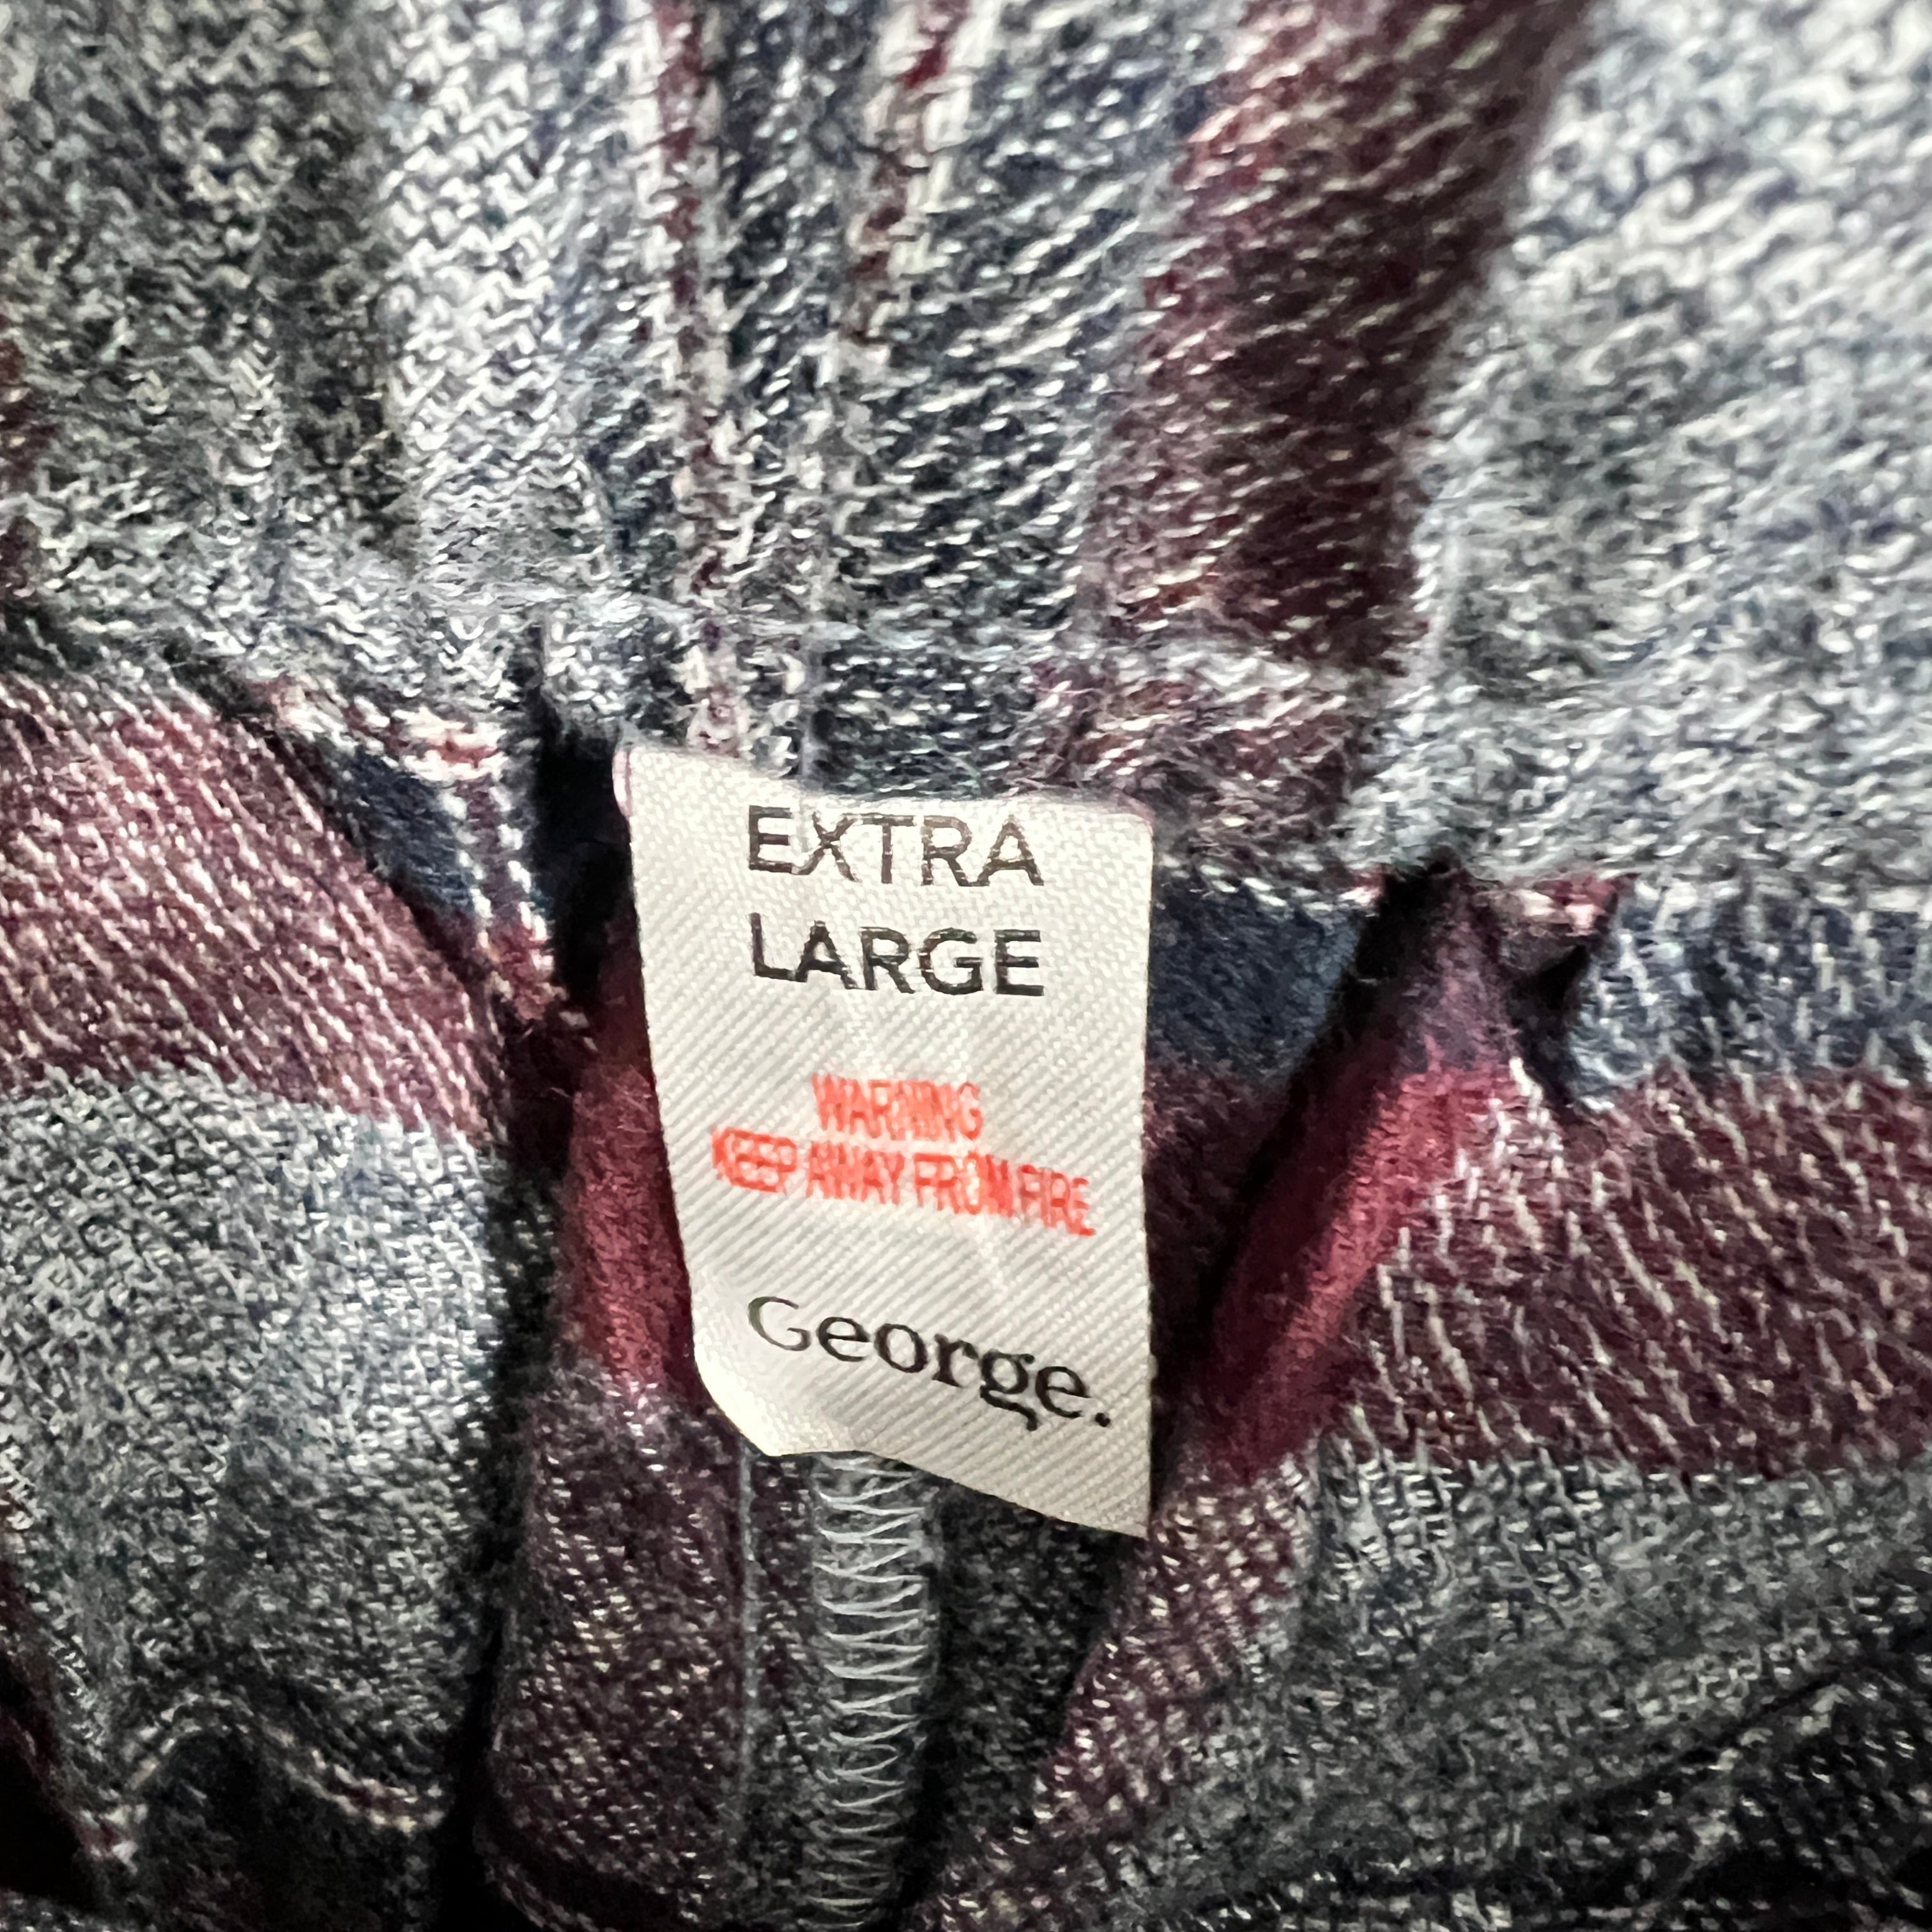 EXTRA
LARGE
WARNING
KEEP AWAY FROM FIRE
George.